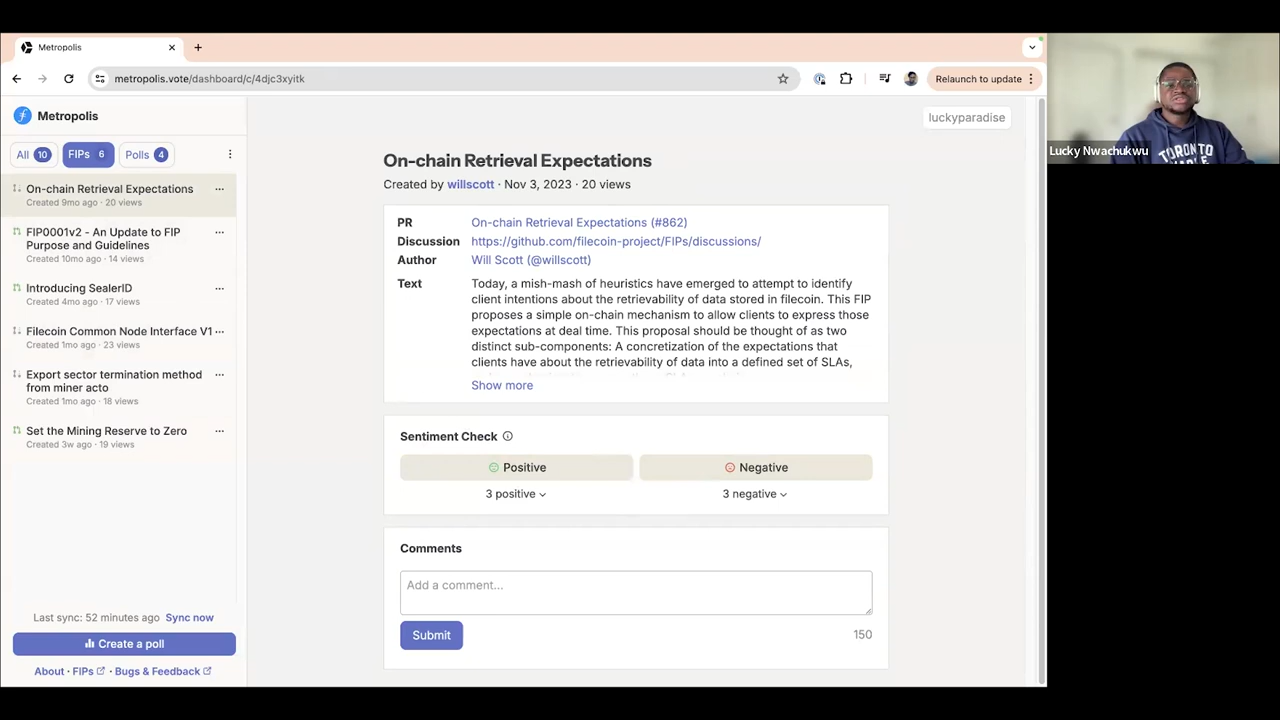 Metropolis
metropolis.vote/dashboard/c/4djc3xyitk
Relaunch to update
Metropolis
All 10
FIPs 6
Polls 4
On-chain Retrieval Expectations
Created 9mo ago · 20 views
FIP0001v2 - An Update to FIP
Purpose and Guidelines
Created 10mo ago · 14 views
Introducing SealerID
Created 4mo ago · 17 views
Filecoin Common Node Interface V1
Created 1mo ago · 23 views
Export sector termination method
from miner acto
Created 1mo ago · 18 views
Set the Mining Reserve to Zero
Created 3w ago · 19 views
Last sync: 52 minutes ago Sync now
Create a poll
About · FIPs · Bugs & Feedback
luckyparadise
On-chain Retrieval Expectations
Created by willscott · Nov 3, 2023 · 20 views
PR On-chain Retrieval Expectations (#862)
Discussion https://github.com/filecoin-project/FIPs/discussions/
Author Will Scott (@willscott)
Text Today, a mish-mash of heuristics have emerged to attempt to identify
client intentions about the retrievability of data stored in filecoin. This FIP
proposes a simple on-chain mechanism to allow clients to express those
expectations at deal time. This proposal should be thought of as two
distinct sub-components: A concretization of the expectations that
clients have about the retrievability of data into a defined set of SLAs,
Show more
Sentiment Check
Positive
Negative
3 positive
3 negative
Comments
Add a comment...
Submit
150
Lucky Nwachukwu
TORONTO